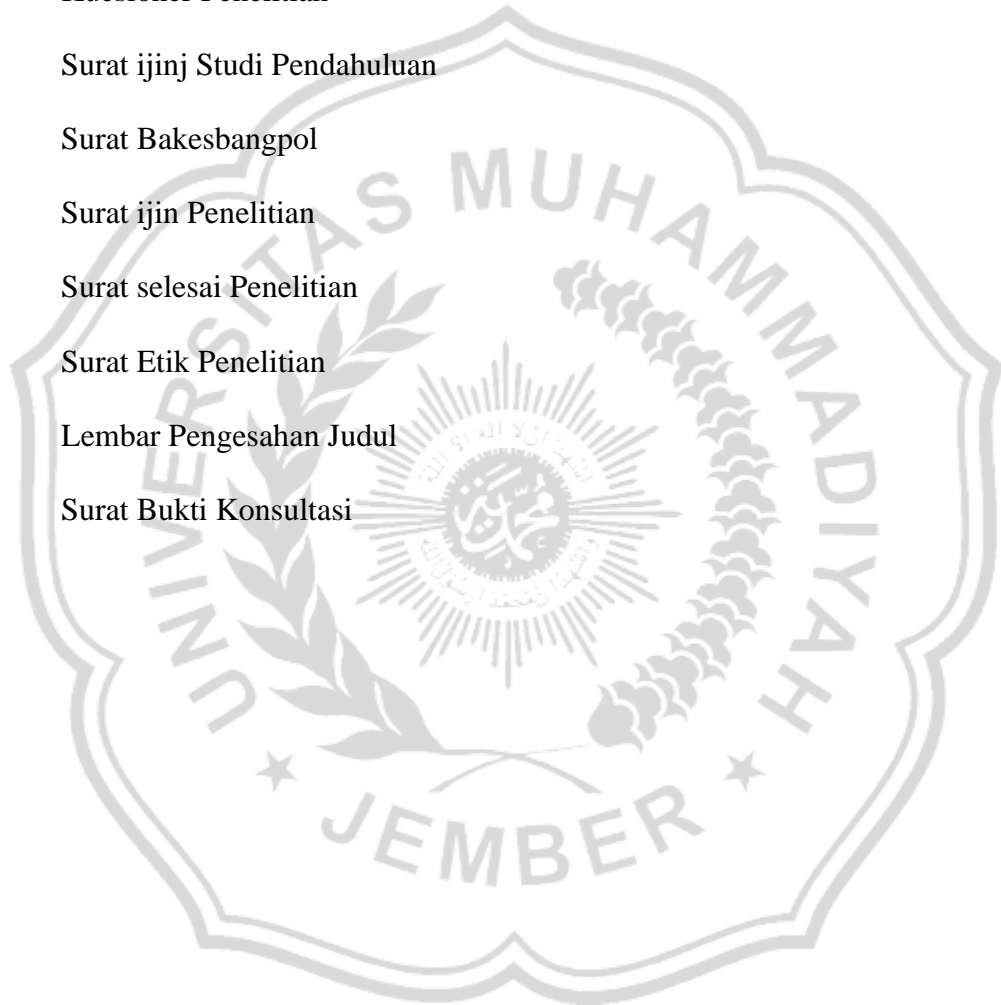 Surat ijinj Studi Pendahuluan
Surat Bakesbangpol
Surat ijin Penelitian
Surat selesai Penelitian
Surat Etik Penelitian
Lembar Pengesahan Judul
Surat Bukti Konsultasi
UNIVERSITAS MUHAMMADIYAH
JEMBER